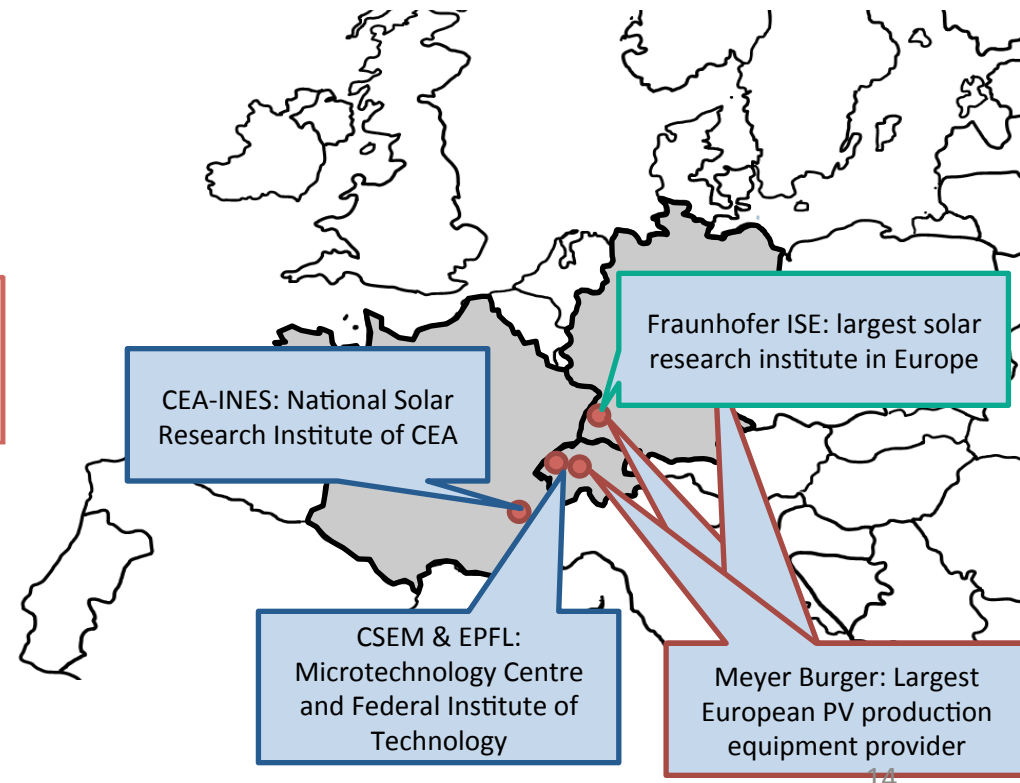 Fraunhofer ISE: largest solar
research institute in Europe
CEA-INES: National Solar
Research Institute of CEA
CSEM & EPFL:
Microtechnology Centre
and Federal Institute of
Technology
Meyer Burger: Largest
European PV production
equipment provider
14